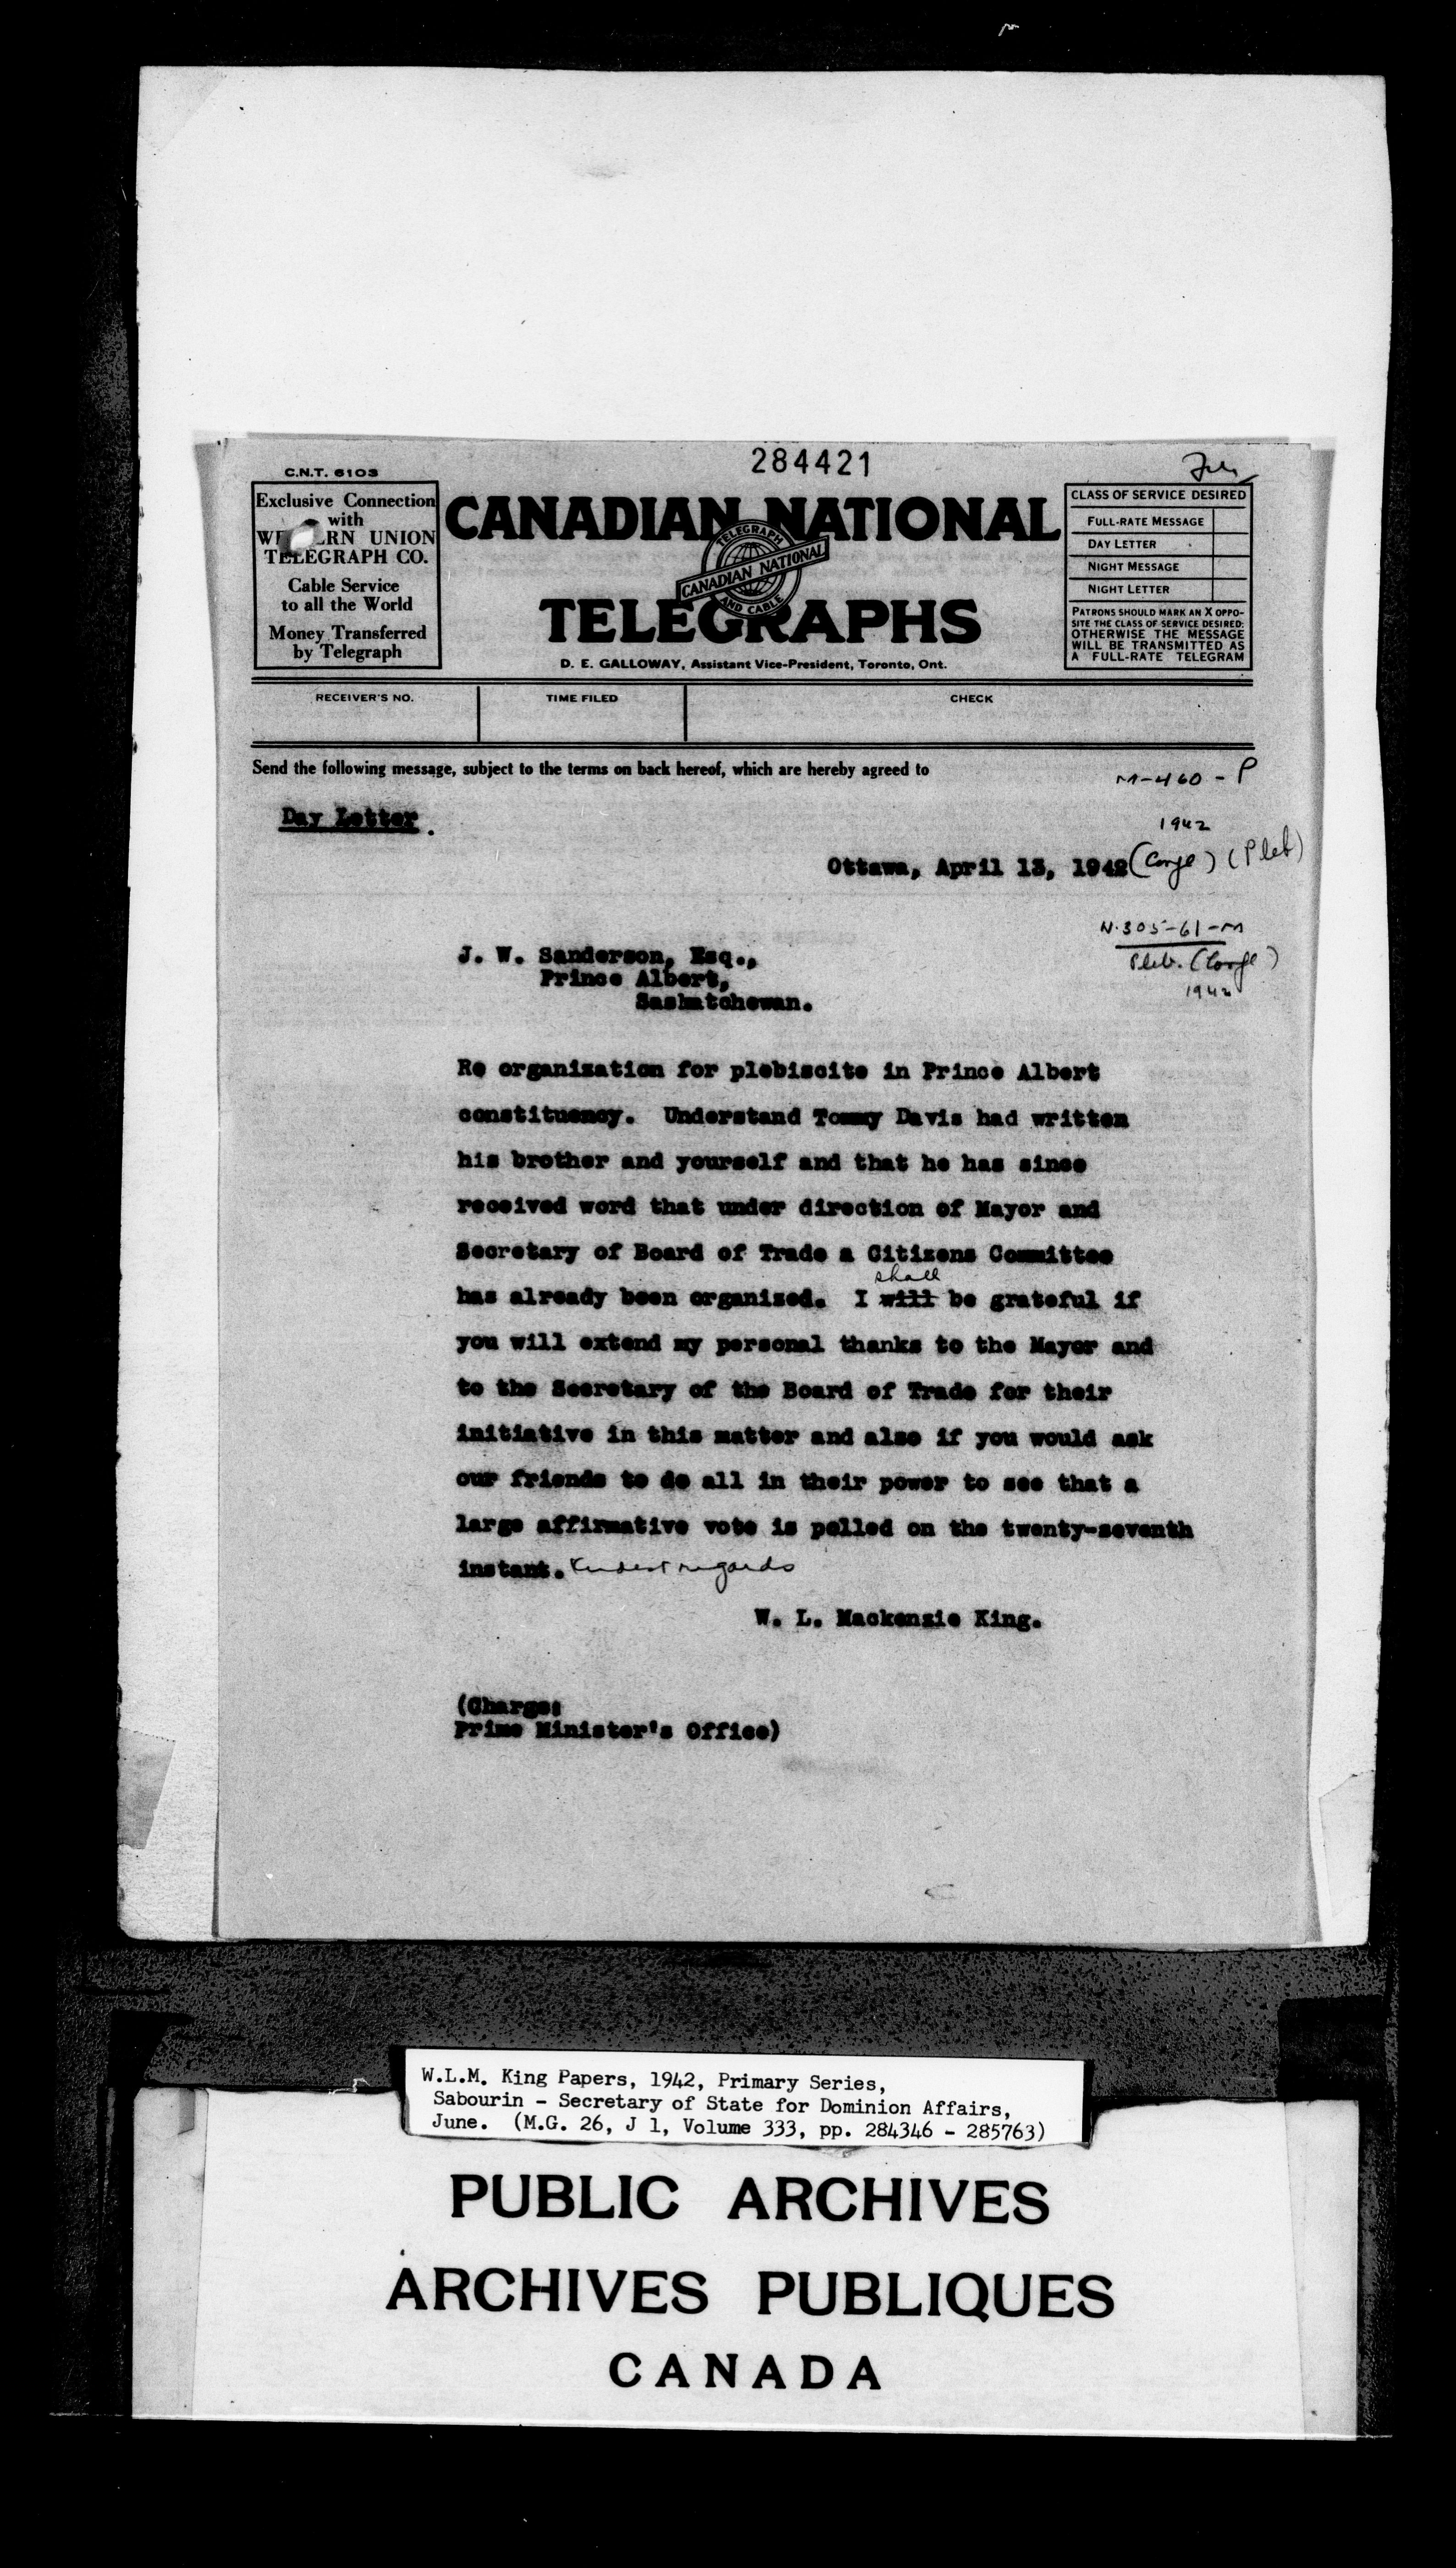 284421
C.N.T. 6103
Exclusive Connection
with
UNION
TELEGRAPH CO.
Cable Service
to all the World
Money Transferred
by Telegraph
CANADIAN NATIONAL
TELEGRAPH
CANADIAN NATIONAL
AND CABLE
TELEGRAPHS
D. E. GALLOWAY, Assistant Vice-President, Toronto, Ont.
CLASS OF SERVICE DESIRED
FULL-RATE MESSAGE
DAY LETTER
NIGHT MESSAGE
NIGHT LETTER
PATRONS SHOULD MARK AN X OPPO-
SITE THE CLASS OF SERVICE DESIRED:
OTHERWISE THE MESSAGE
WILL BE TRANSMITTED AS
A FULL-RATE TELEGRAM
RECEIVER'S NO.
TIME FILED
CHECK
Send the following message, subject to the terms on back hereof, which are hereby agreed to
M-460-P
Day Letter.
1942
Ottawa, April 13, 1942 (Pleb)
N-305-61-M
Pleb.
1942
J. W. Sanderson, Esq.,
Prince Albert,
Saskatchewan.
Re organization for plebiscite in Prince Albert
constituency. Understand Tommy Davis had written
his brother and yourself and that he has since
received word that under direction of Mayor and
Secretary of Board of Trade a Citizens Committee
shall
has already been organized. I will be grateful if
you will extend my personal thanks to the Mayor and
to the Secretary of the Board of Trade for their
initiative in this matter and also if you would ask
our friends to do all in their power to see that a
large affirmative vote is polled on the twenty-seventh
instant. Kindest regards
W. L. Mackenzie King.
(Charge:
Prime Minister's Office)
W.L.M. King Papers, 1942, Primary Series,
Sabourin - Secretary of State for Dominion Affairs,
June. (M.G. 26, J 1, Volume 333, pp. 284346 - 285763)
PUBLIC ARCHIVES
ARCHIVES PUBLIQUES
CANADA